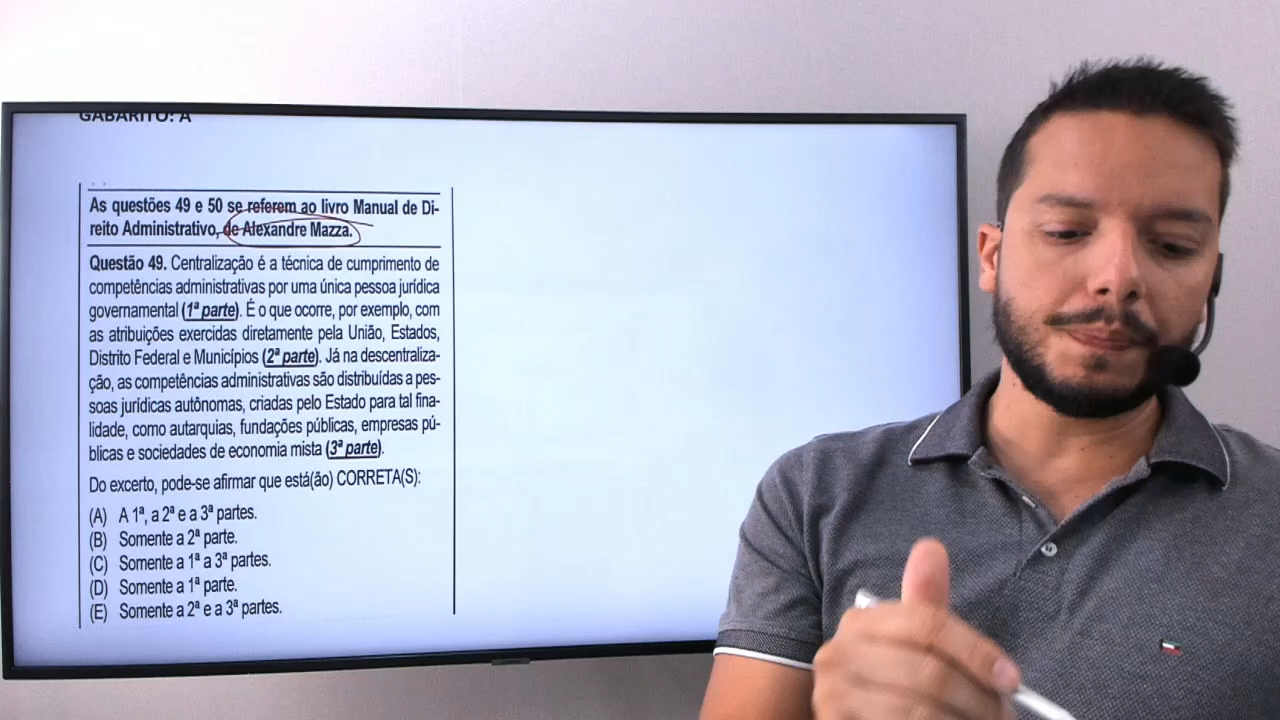 GABARITO: A
As questões 49 e 50 se referem ao livro Manual de Di-
reito Administrativo, de Alexandre Mazza.
Questão 49. Centralização é a técnica de cumprimento de
competências administrativas por uma única pessoa jurídica
governamental (1ª parte). É o que ocorre, por exemplo, com
as atribuições exercidas diretamente pela União, Estados,
Distrito Federal e Municípios (2ª parte). Já na descentraliza-
ção, as competências administrativas são distribuídas a pes-
soas jurídicas autônomas, criadas pelo Estado para tal fina-
lidade, como autarquias, fundações públicas, empresas pú-
blicas e sociedades de economia mista (3ª parte).
Do excerto, pode-se afirmar que está(ão) CORRETA(S):
(A) A 1ª, a 2ª e a 3ª partes.
(B) Somente a 2ª parte.
(C) Somente a 1ª a 3ª partes.
(D) Somente a 1ª parte.
(E) Somente a 2ª e a 3ª partes.